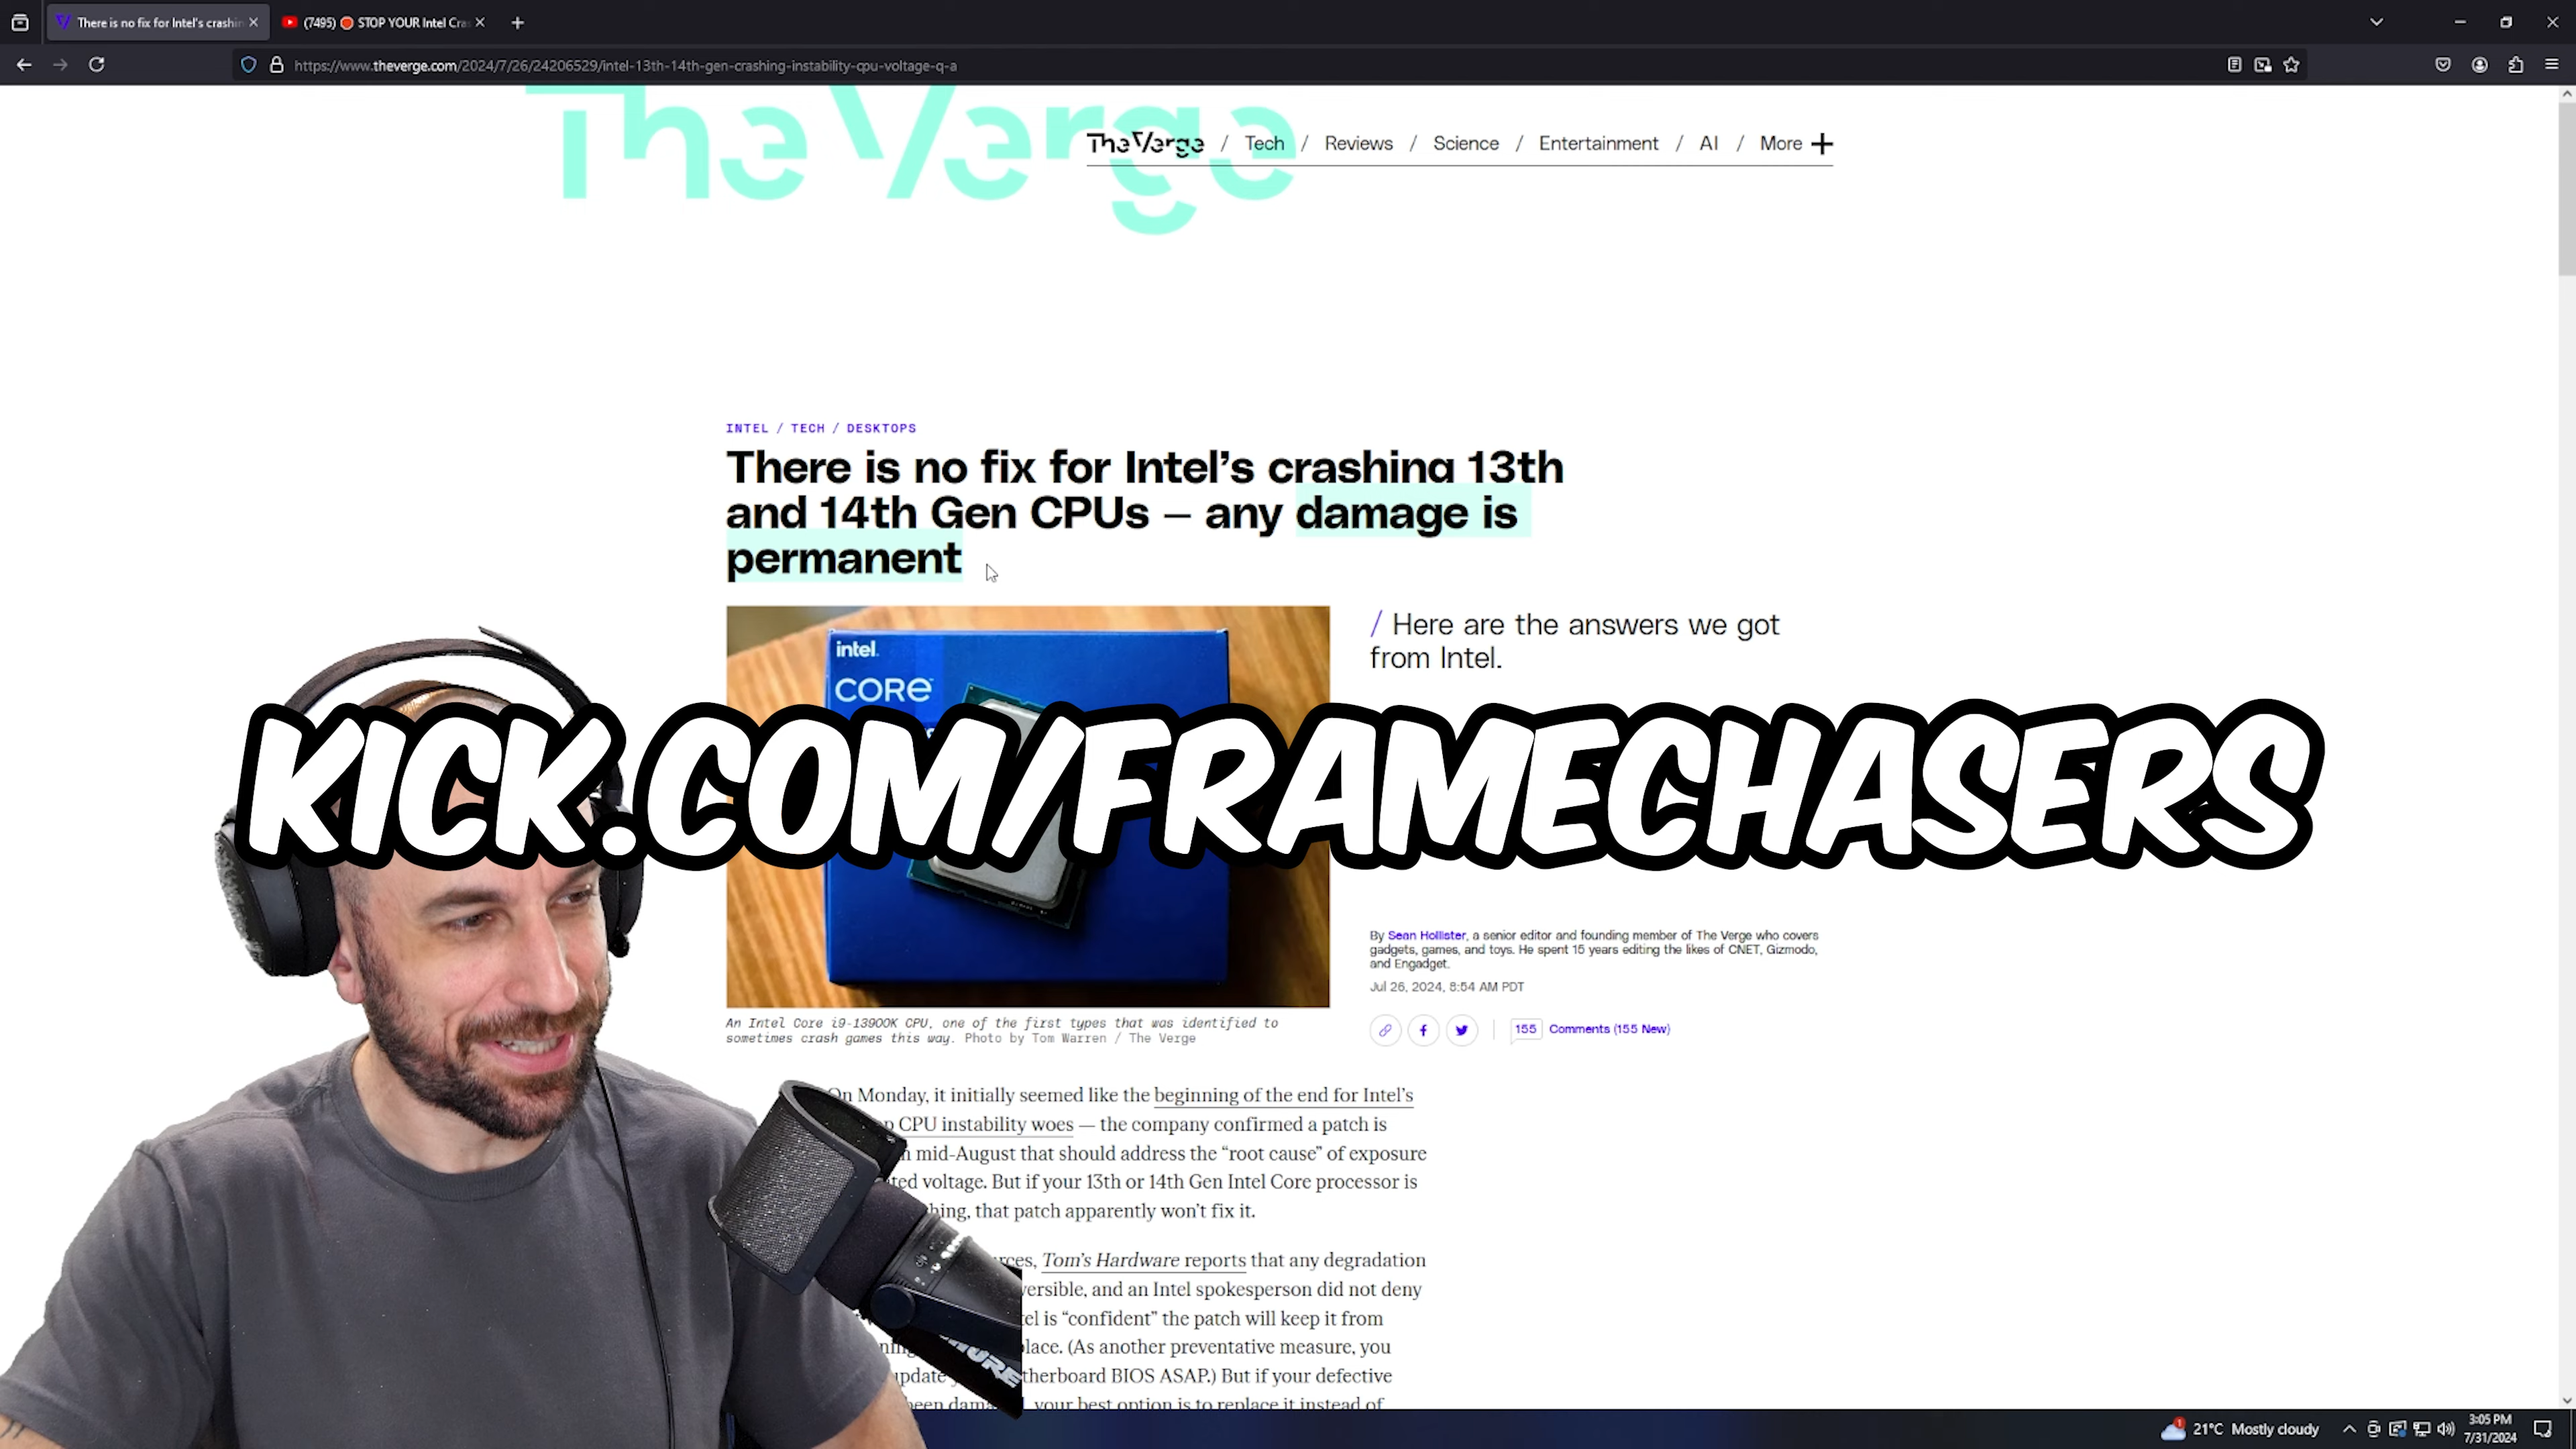 There is no fix for Intel's crashin
(7495) STOP YOUR Intel Cra
https://www.theverge.com/2024/7/26/24206529/intel-13th-14th-gen-crashing-instability-cpu-voltage-q-a
The Verge
The Verge / Tech / Reviews / Science / Entertainment / AI / More +
INTEL / TECH / DESKTOPS
There is no fix for Intel's crashing 13th
and 14th Gen CPUs — any damage is
permanent
/ Here are the answers we got
from Intel.
intel.
CORE
KICK.COM/FRAMECHASERS
By Sean Hollister, a senior editor and founding member of The Verge who covers
gadgets, games, and toys. He spent 15 years editing the likes of CNET, Gizmodo,
and Engadget.
Jul 26, 2024, 8:54 AM PDT
155 Comments (155 New)
An Intel Core i9-13900K CPU, one of the first types that was identified to
sometimes crash games this way. Photo by Tom Warren / The Verge
On Monday, it initially seemed like the beginning of the end for Intel's
CPU instability woes — the company confirmed a patch is
mid-August that should address the “root cause” of exposure
voltage. But if your 13th or 14th Gen Intel Core processor is
that patch apparently won't fix it.
Tom's Hardware reports that any degradation
and an Intel spokesperson did not deny
is “confident” the patch will keep it from
(As another preventative measure, you
update BIOS ASAP.) But if your defective
your best option is to replace it instead of
SHURE
1
21°C Mostly cloudy
3:05 PM
7/31/2024